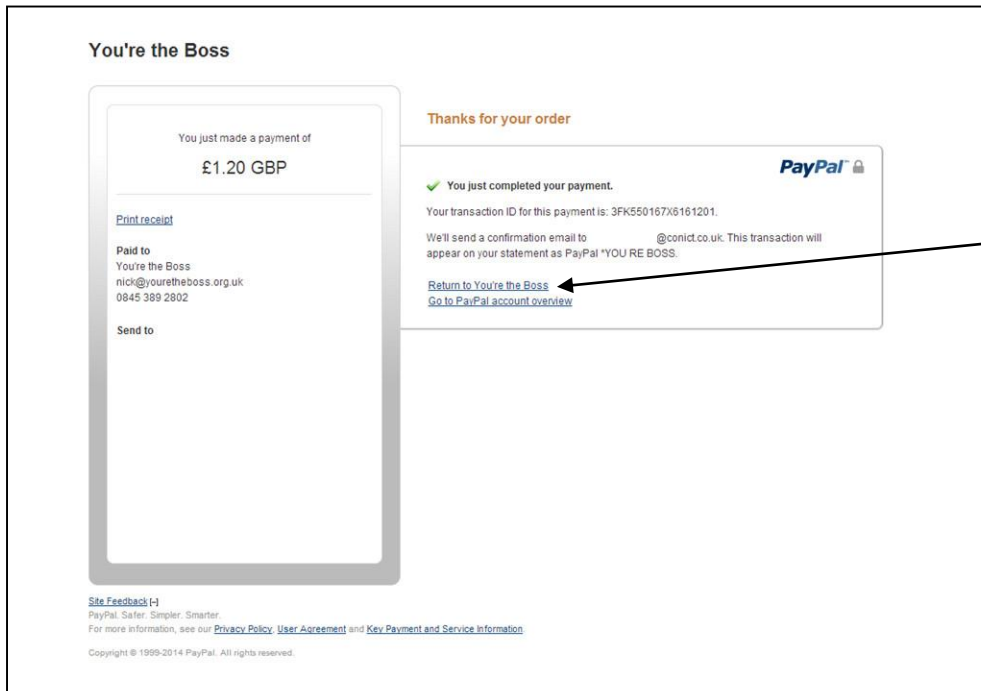 You're the Boss
You just made a payment of
£1.20 GBP
Print receipt
Paid to
You're the Boss
nick@youretheboss.org.uk
0845 389 2802
Send to
Thanks for your order
PayPal™
You just completed your payment.
Your transaction ID for this payment is: 3FK550167X6161201.
We'll send a confirmation email to @conict.co.uk. This transaction will
appear on your statement as PayPal *YOU RE BOSS.
Return to You're the Boss
Go to PayPal account overview
Site Feedback [-]
PayPal. Safer. Simpler. Smarter.
For more information, see our Privacy Policy, User Agreement and Key Payment and Service Information
Copyright © 1999-2014 PayPal. All rights reserved.